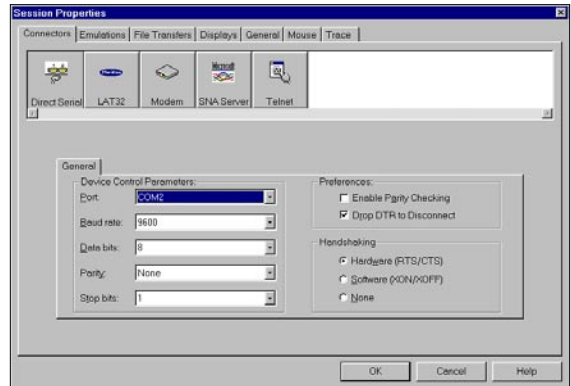 Session Properties
Connectors Emulations File Transfers Displays General Mouse Trace
Microsoft
Direct Serial LAT32 Modem SNA Server Telnet
General
Device Control Parameters:
Port: COM2
Baud rate: 9600
Data bits: 8
Parity: None
Stop bits: 1
Preferences:
Enable Parity Checking
Drop DTR to Disconnect
Handshaking
Hardware (RTS/CTS)
Software (XON/XOFF)
None
OK Cancel Help